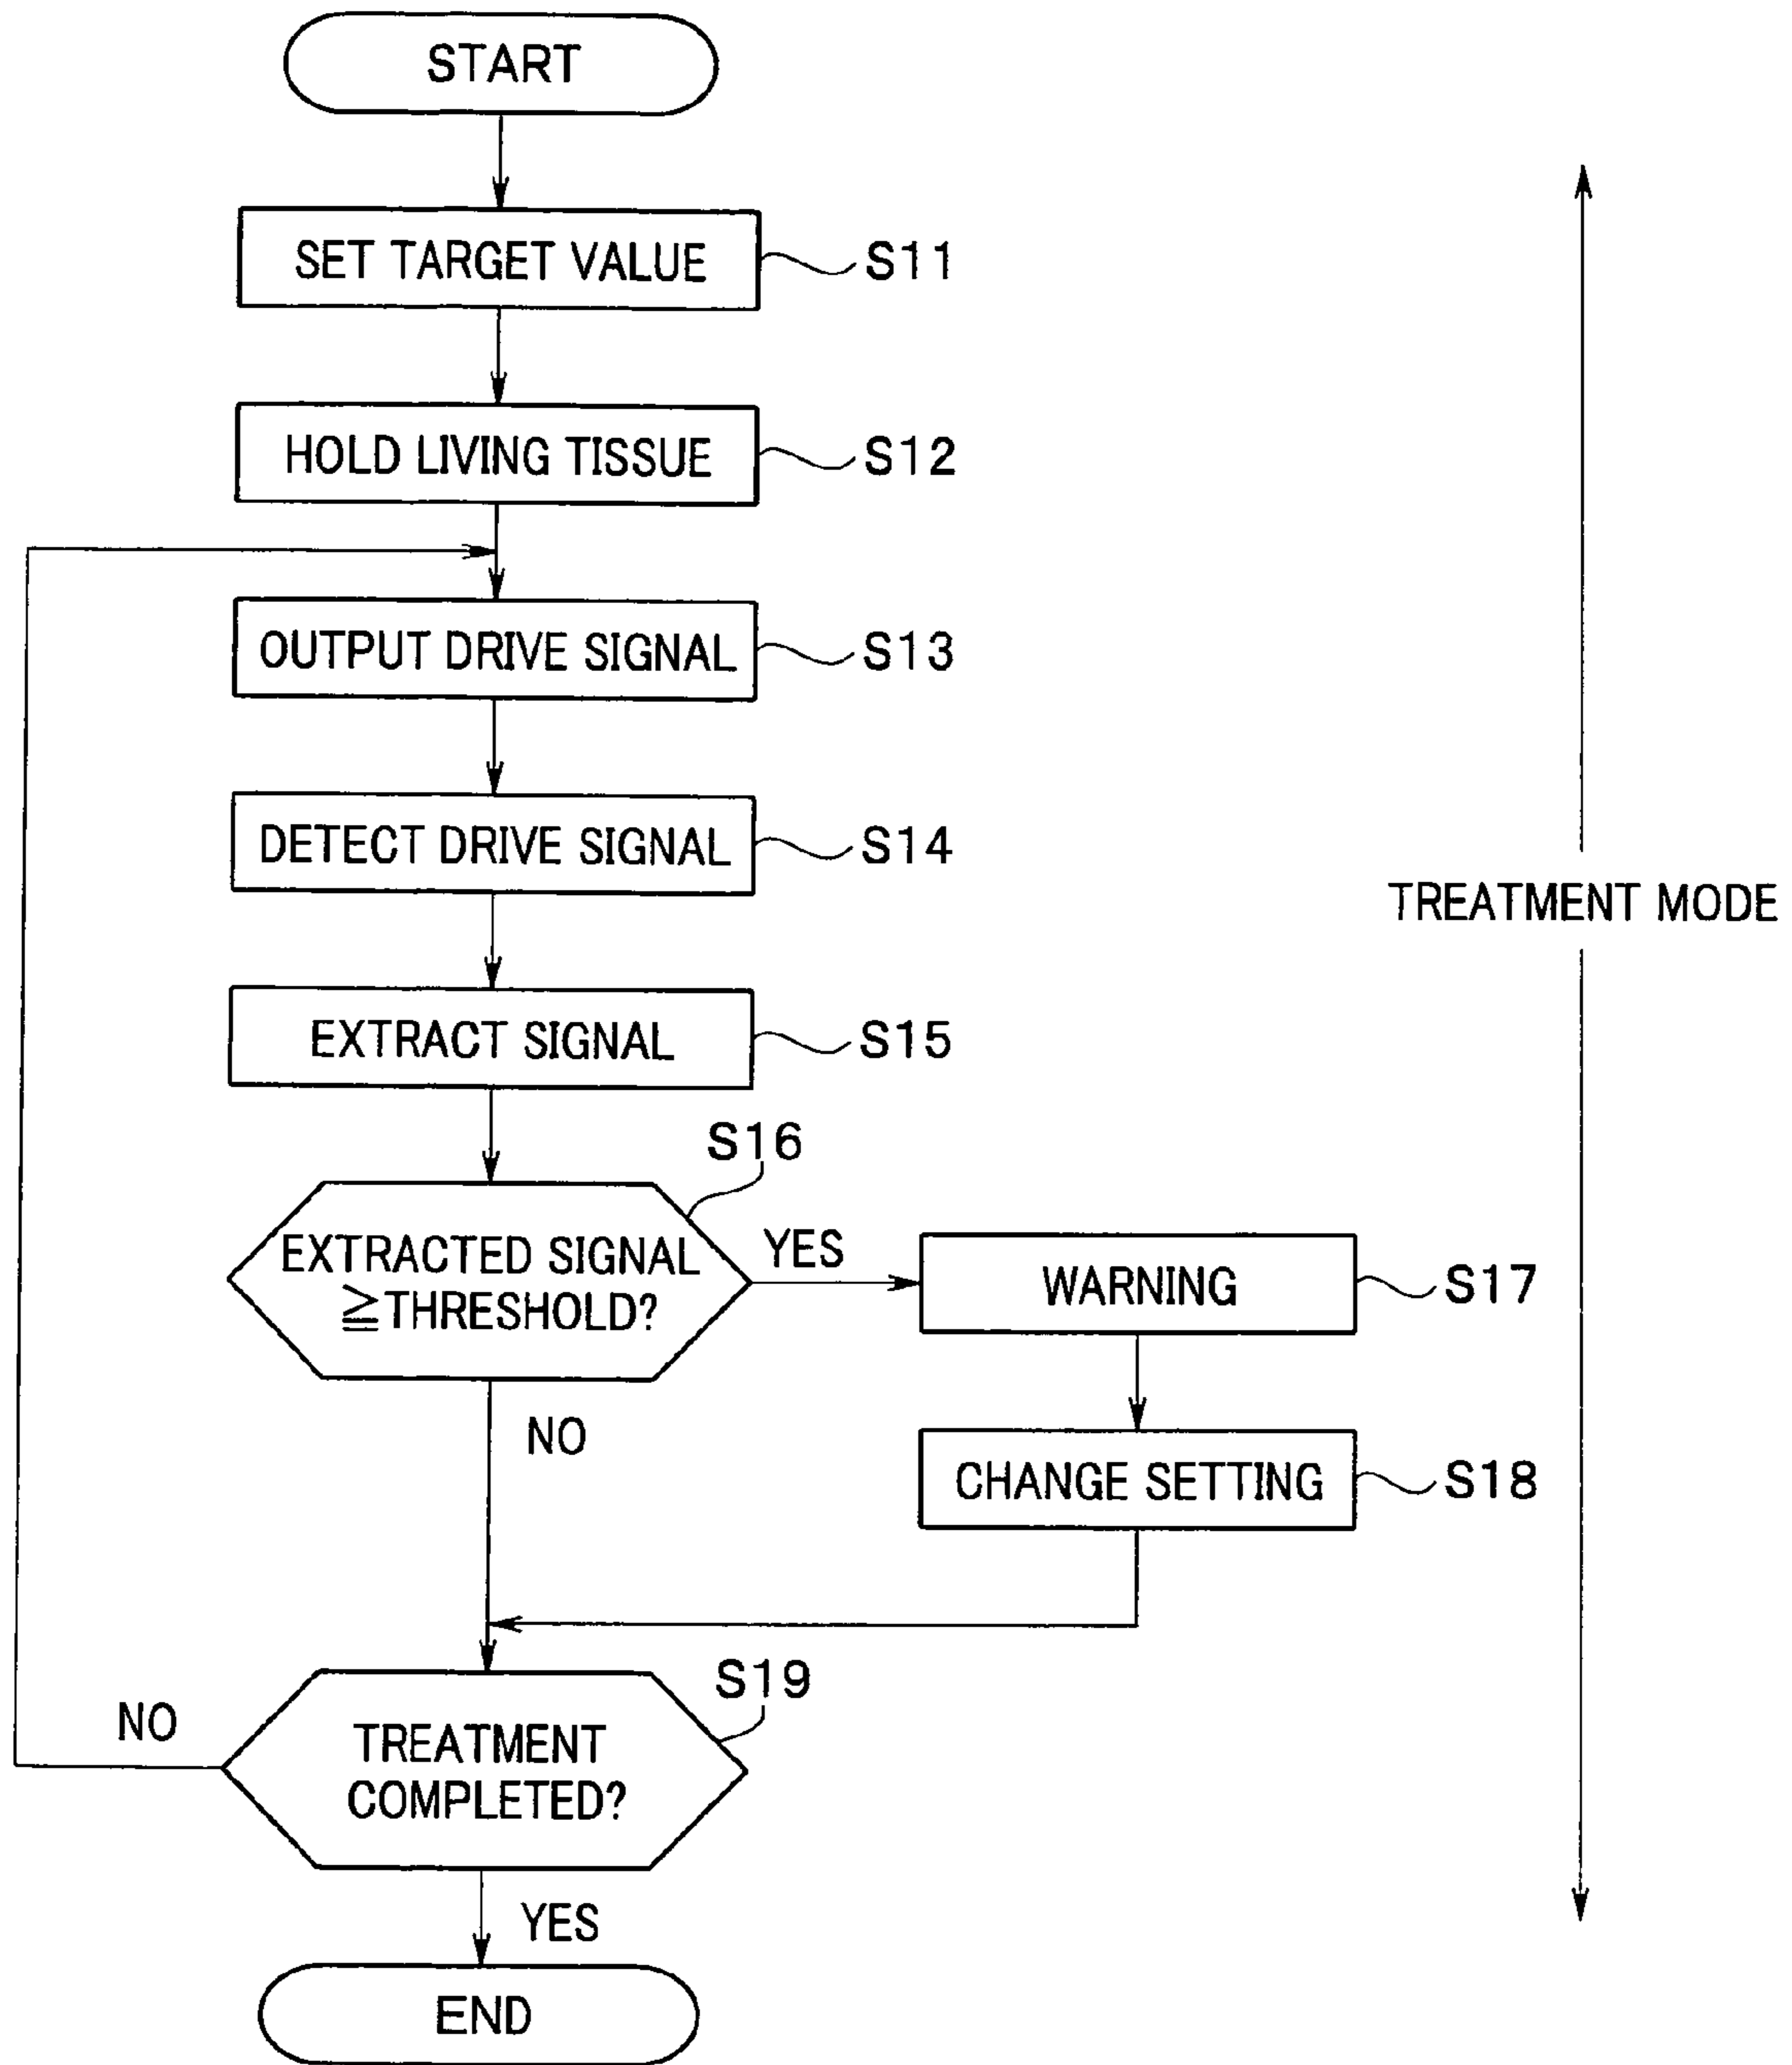 START
SET TARGET VALUE
S11
HOLD LIVING TISSUE
S12
OUTPUT DRIVE SIGNAL
S13
DETECT DRIVE SIGNAL
S14
TREATMENT MODE
EXTRACT SIGNAL
S15
S16
EXTRACTED SIGNAL
≧THRESHOLD?
YES
WARNING
S17
NO
CHANGE SETTING
S18
S19
NO
TREATMENT
COMPLETED?
YES
END